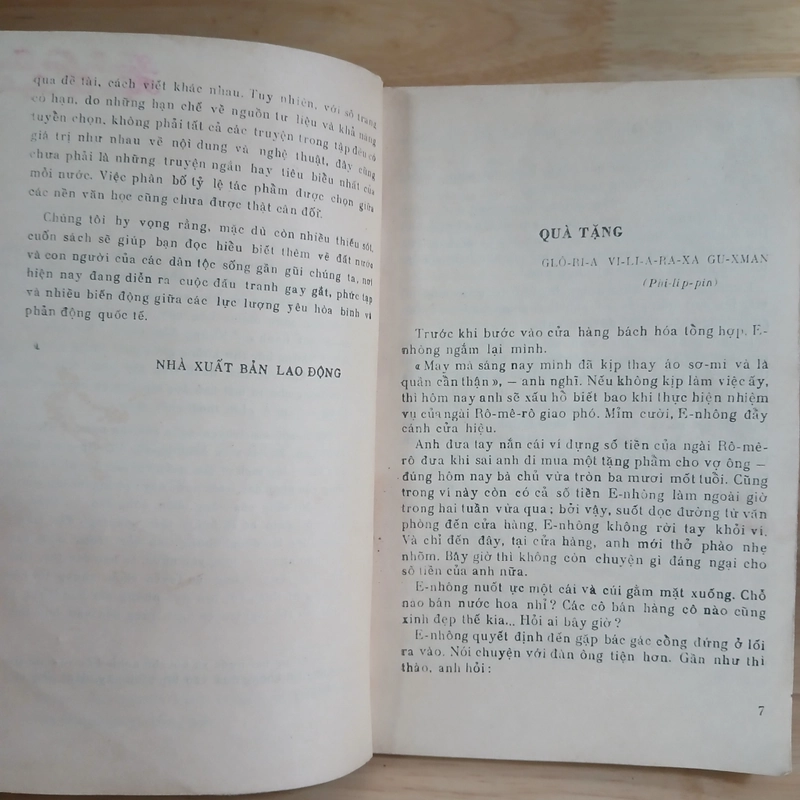 qua đề tài, cách viết khác nhau. Tuy nhiên, với số trang
có hạn, do những hạn chế về nguồn tư liệu và khả năng
tuyển chọn, không phải tất cả các truyện trong tập đều có
giá trị như nhau về nội dung và nghệ thuật, đây cũng
chưa phải là những truyện ngắn hay tiêu biểu nhất của
mỗi nước. Việc phân bố tỷ lệ tác phẩm được chọn giữa
các nền văn học cũng chưa được thật cân đối.
Chúng tôi hy vọng rằng, mặc dù còn nhiều thiếu sót,
cuốn sách sẽ giúp bạn đọc hiểu biết thêm về đất nước
và con người của các dân tộc sống gần gũi chúng ta, nơi
hiện nay đang diễn ra cuộc đấu tranh gay gắt, phức tạp
và nhiều biến động giữa các lực lượng yêu hòa bình và
phản động quốc tế.
NHÀ XUẤT BẢN LAO ĐỘNG
QUÀ TẶNG
GLÔ-RI-A VI-LI-A-RA-XA GU-XMAN
(Phi-lip-pin)
Trước khi bước vào cửa hàng bách hóa tổng hợp, E-
nhông ngắm lại mình.
« May mà sáng nay mình đã kịp thay áo sơ-mi và là
quần cẩn thận », — anh nghĩ. Nếu không kịp làm việc ấy,
thì hôm nay anh sẽ xấu hổ biết bao khi thực hiện nhiệm
vụ của ngài Rô-mê-rô giao phó. Mỉm cười, E-nhông đẩy
cánh cửa hiệu.
Anh đưa tay nắn cái ví đựng số tiền của ngài Rô-mê-
rô đưa khi sai anh đi mua một tặng phẩm cho vợ ông —
đúng hôm nay bà chủ vừa tròn ba mươi mốt tuổi. Cũng
trong ví này còn có cả số tiền E-nhông làm ngoài giờ
trong hai tuần vừa qua ; bởi vậy, suốt dọc đường từ văn
phòng đến cửa hàng, E-nhông không rời tay khỏi ví.
Và chỉ đến đây, tại cửa hàng, anh mới thở phào nhẹ
nhõm. Bây giờ thì không còn chuyện gì đáng ngại cho
số tiền của anh nữa.
E-nhông nuốt ực một cái và cúi gằm mặt xuống. Chỗ
nào bán nước hoa nhỉ ? Các cô bán hàng cô nào cũng
xinh đẹp thế kia... Hỏi ai bây giờ ?
E-nhông quyết định đến gặp bác gác cổng đứng ở lối
ra vào. Nói chuyện với đàn ông tiện hơn. Gần như thì
thào, anh hỏi :
7